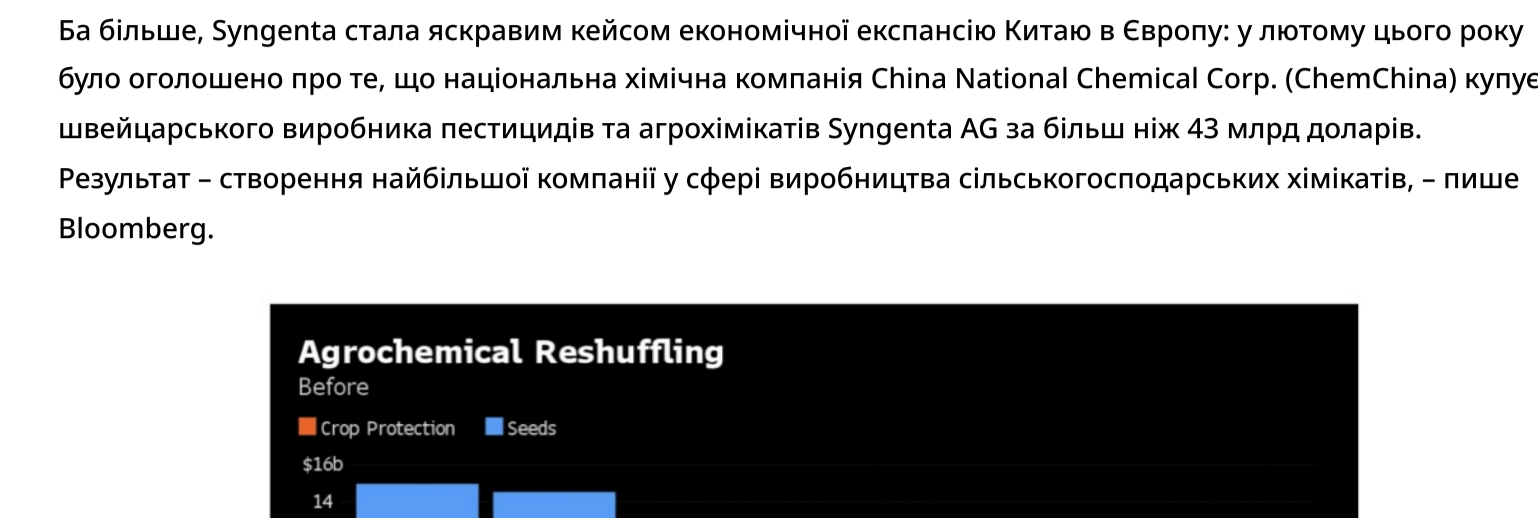 Ба більше, Syngenta стала яскравим кейсом економічної експансію Китаю в Європу: у лютому цього року
було оголошено про те, що національна хімічна компанія China National Chemical Corp. (ChemChina) купує
швейцарського виробника пестицидів та агрохімікатів Syngenta AG за більш ніж 43 млрд доларів.
Результат – створення найбільшої компанії у сфері виробництва сільськогосподарських хімікатів, – пише
Bloomberg.
Agrochemical Reshuffling
Before
Crop Protection Seeds
$16b
14